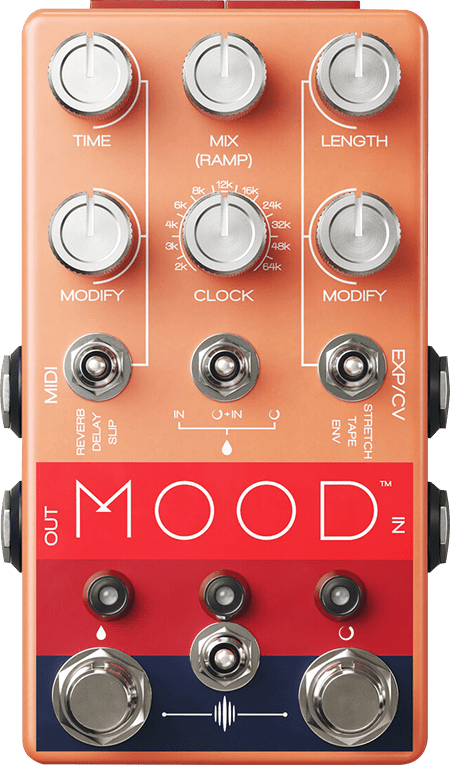 TIME
MIX
(RAMP)
LENGTH
2k 3k 4k 6k 8k 12k 16k 24k 32k 48k 64k
MODIFY
CLOCK
MODIFY
MIDI
EXP/CV
REVERB
DELAY
SLIP
IN
+IN
STRETCH
TAPE
ENV
OUT
MOOD™
IN